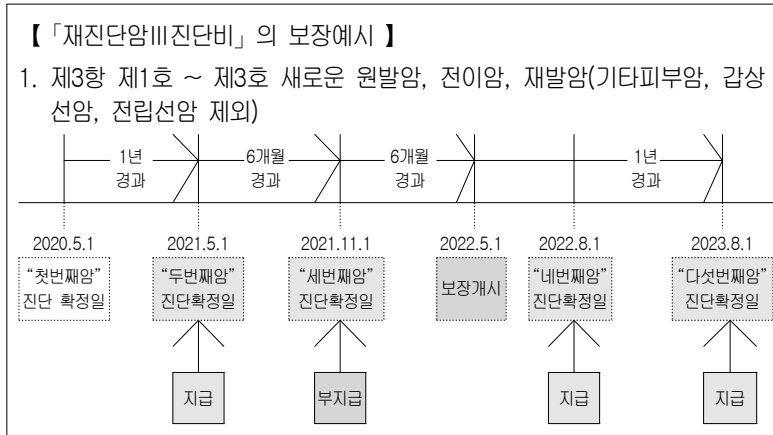 【「재진단암Ⅲ진단비」의 보장예시 】
1. 제3항 제1호 ~ 제3호 새로운 원발암, 전이암, 재발암(기타피부암, 갑상
선암, 전립선암 제외)
1년 6개월 6개월 1년
경과 경과 경과 경과
2020.5.1 2021.5.1 2021.11.1 2022.5.1 2022.8.1 2023.8.1
“첫번째암” “두번째암” “세번째암” 보장개시 “네번째암” “다섯번째암”
진단 확정일 진단확정일 진단확정일 진단확정일 진단확정일
지급 부지급 지급 지급